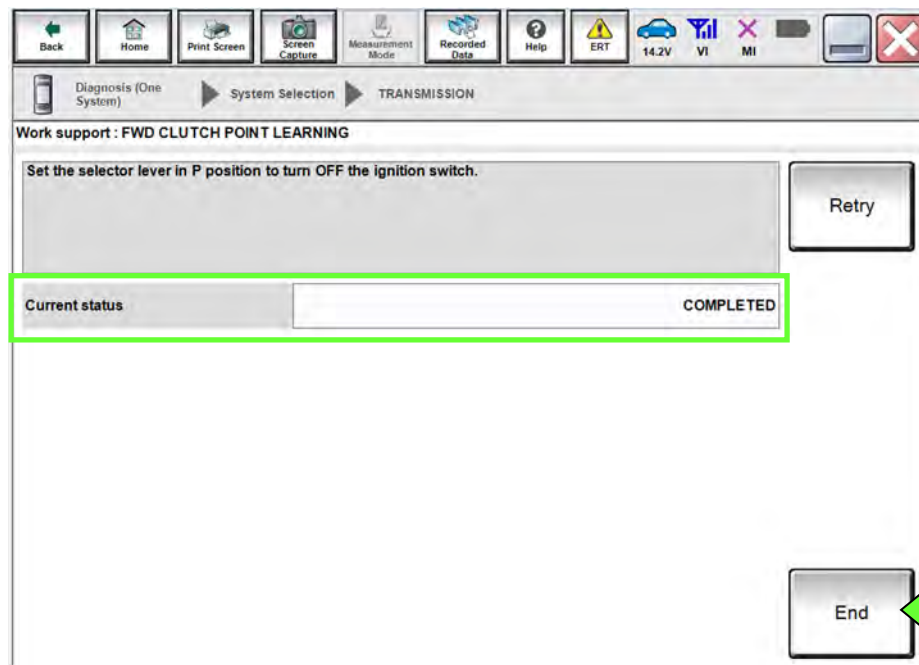 Back
Home
Print Screen
Screen
Capture
Measurement
Mode
Recorded
Data
Help
ERT
14.2V
VI
MI
Diagnosis (One
System)
System Selection
TRANSMISSION
Work support : FWD CLUTCH POINT LEARNING
Set the selector lever in P position to turn OFF the ignition switch.
Retry
Current status
COMPLETED
End